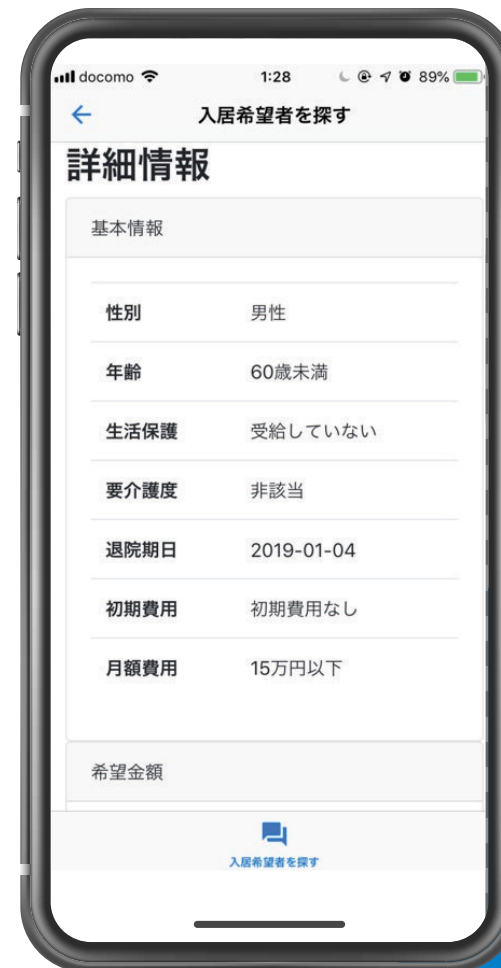 docomo 1:28 89%
入居希望者を探す
詳細情報
基本情報
性別 男性
年齢 60歳未満
生活保護 受給していない
要介護度 非該当
退院期日 2019-01-04
初期費用 初期費用なし
月額費用 15万円以下
希望金額
入居希望者を探す